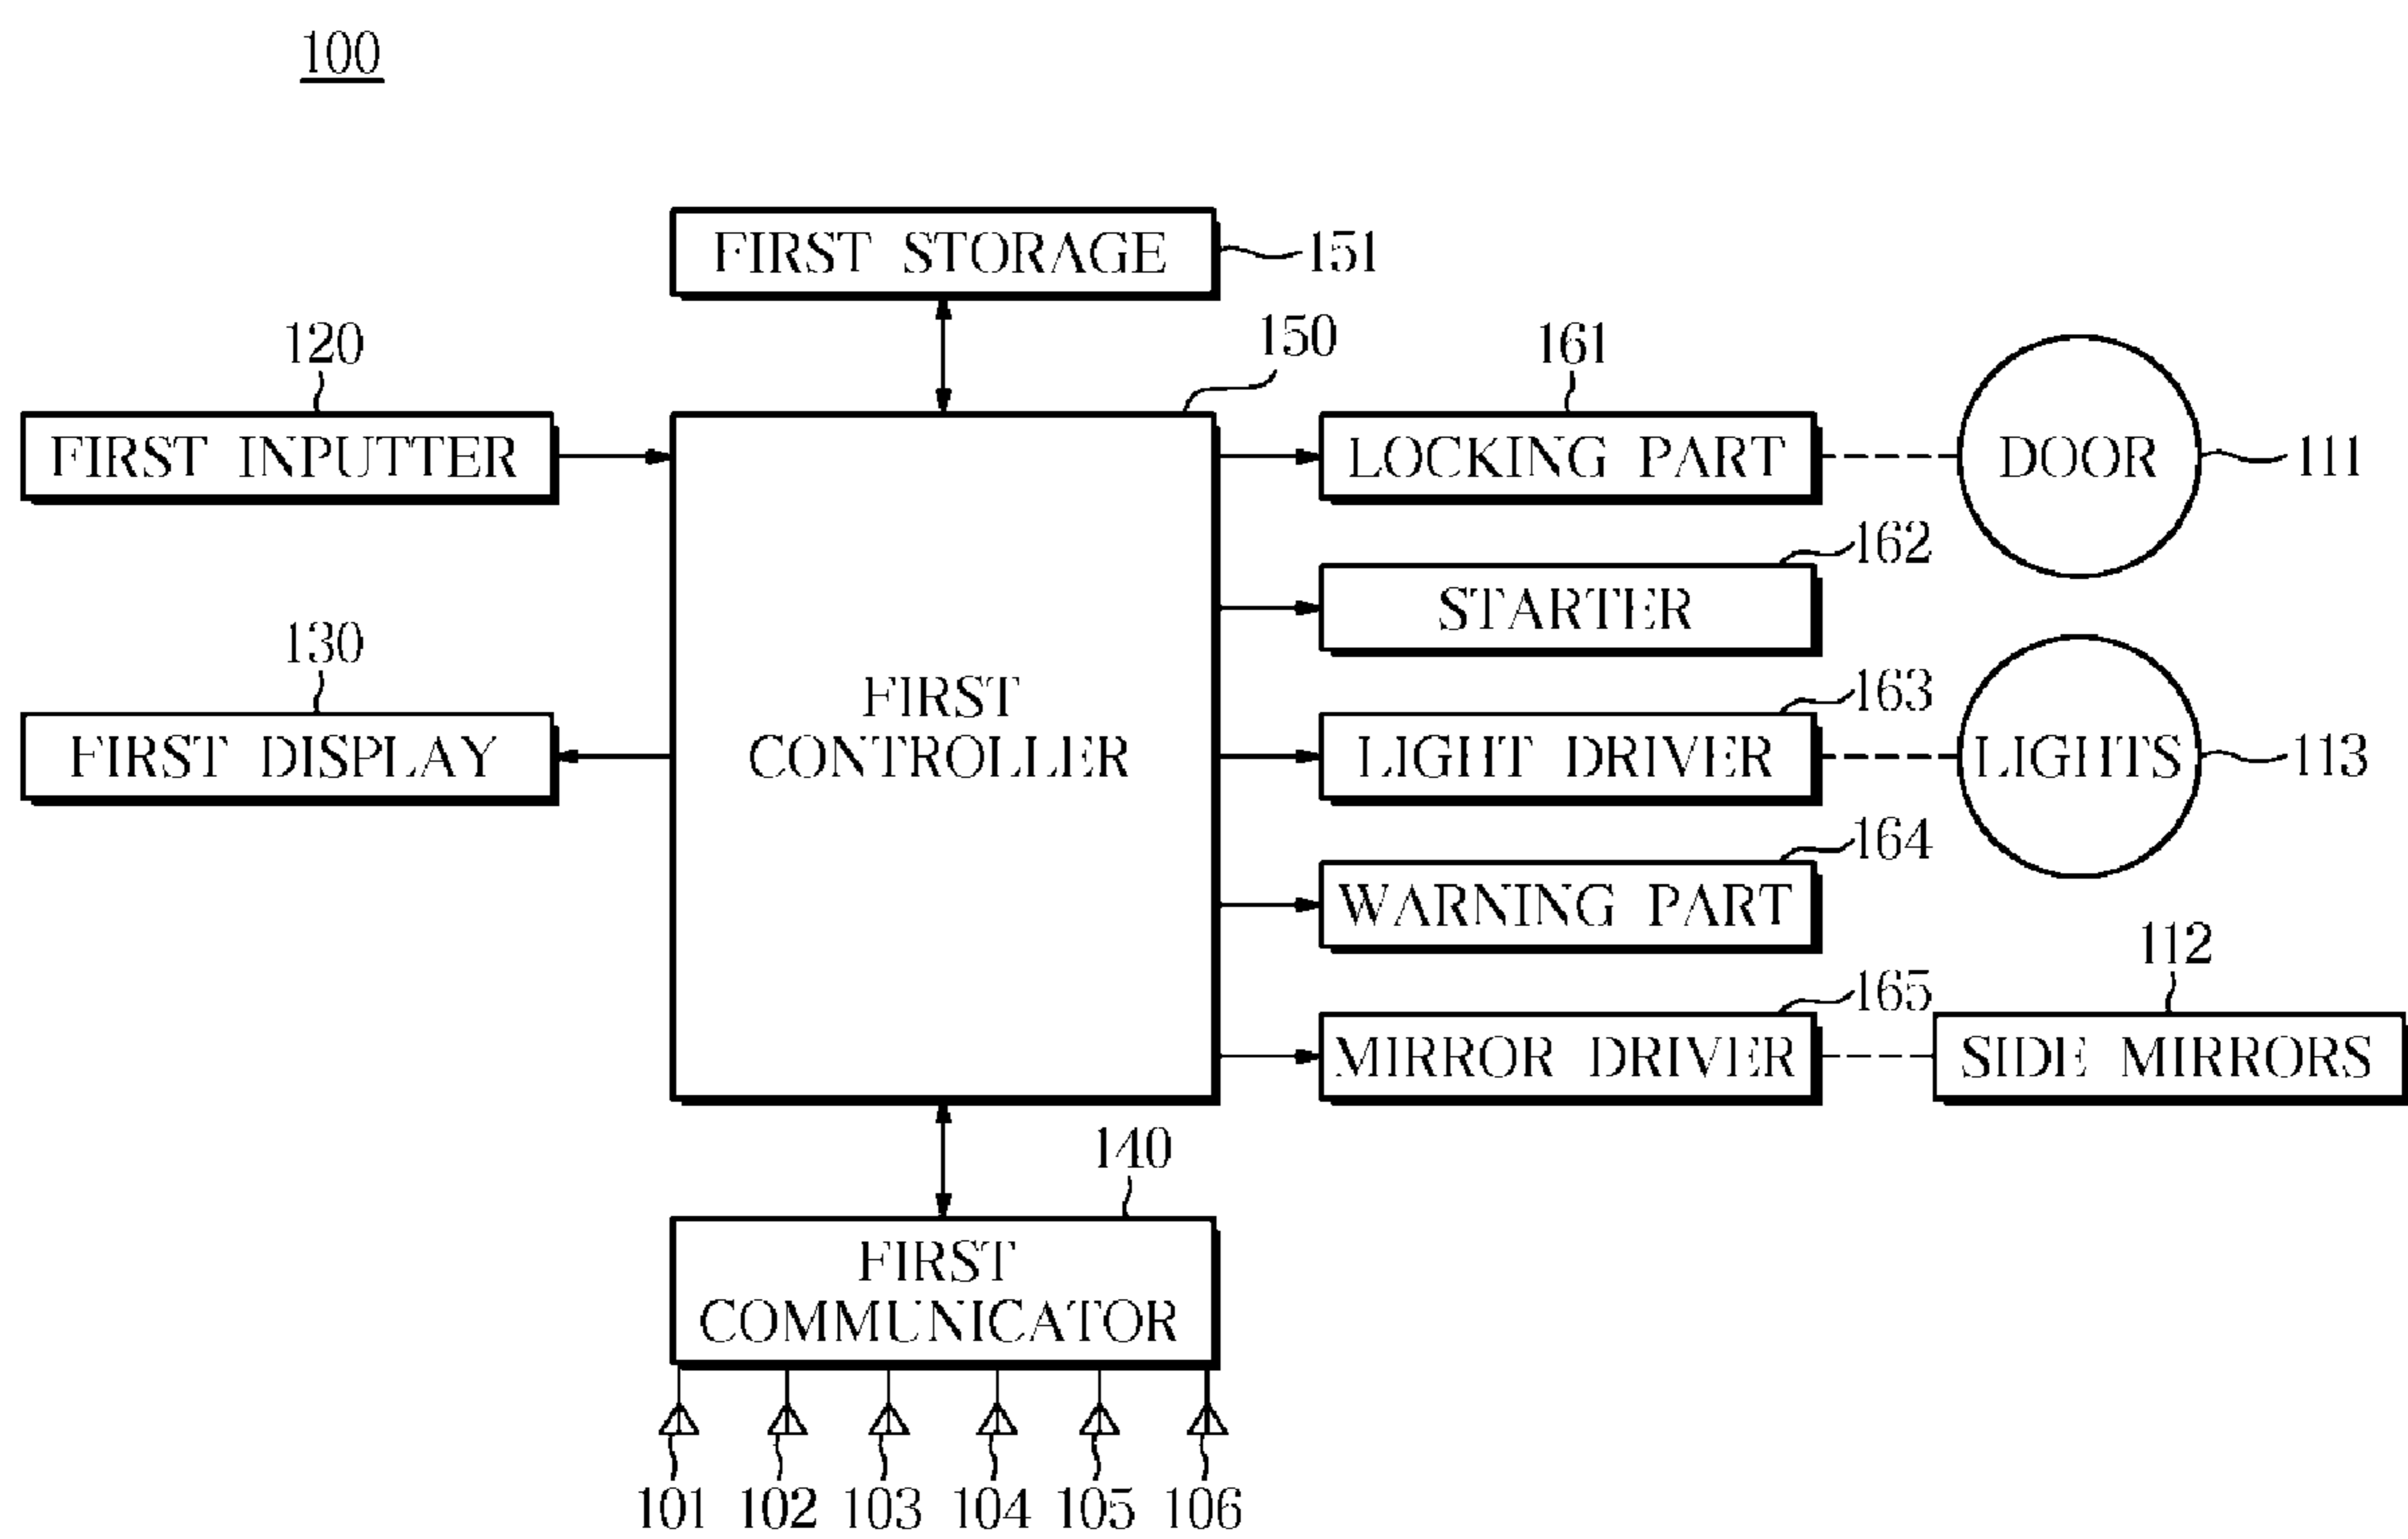 100
FIRST STORAGE
151
120
150
161
FIRST INPUTTER
LOCKING PART
DOOR
111
162
STARTER
130
163
FIRST DISPLAY
FIRST
CONTROLLER
LIGHT DRIVER
LIGHTS
113
164
WARNING PART
112
165
MIRROR DRIVER
SIDE MIRRORS
140
FIRST
COMMUNICATOR
101 102 103 104 105 106